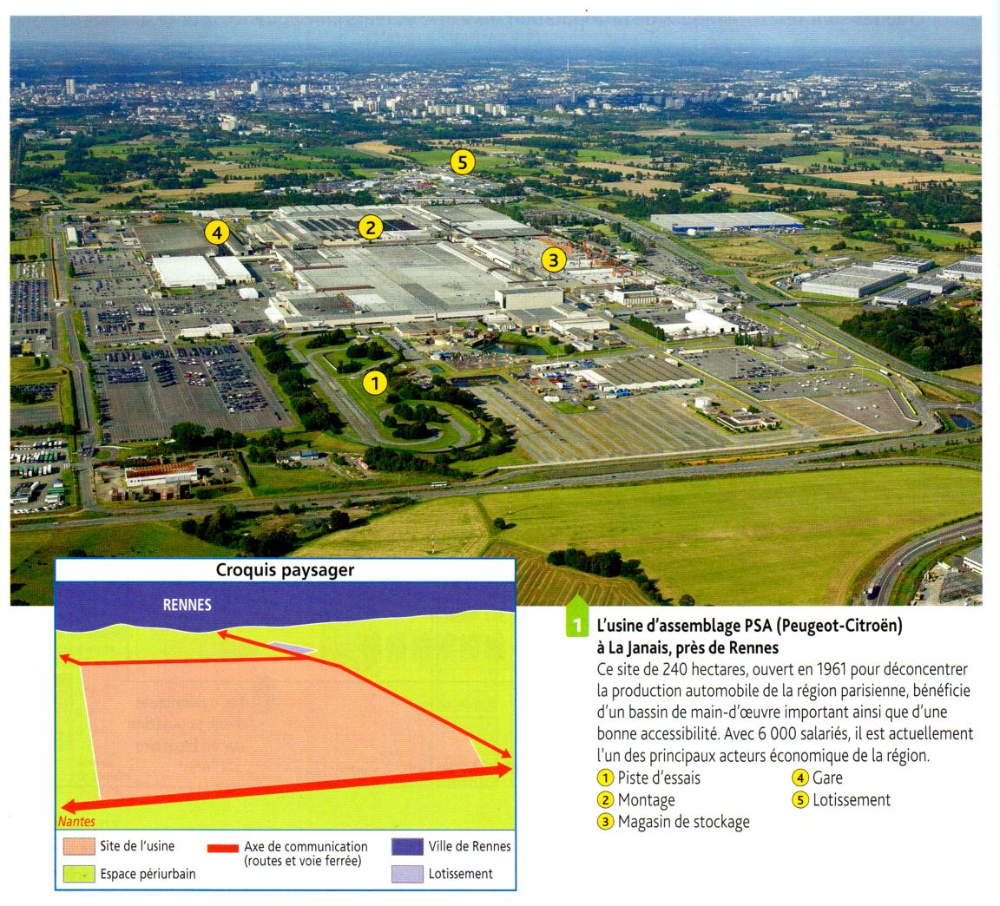 5
4
2
3
1
Croquis paysager
RENNES
Nantes
Site de l'usine
Espace périurbain
Axe de communication
(routes et voie ferrée)
Ville de Rennes
Lotissement
1
L'usine d'assemblage PSA (Peugeot-Citroën)
à La Janais, près de Rennes
Ce site de 240 hectares, ouvert en 1961 pour déconcentrer
la production automobile de la région parisienne, bénéficie
d'un bassin de main-d'œuvre important ainsi que d'une
bonne accessibilité. Avec 6 000 salariés, il est actuellement
l'un des principaux acteurs économique de la région.
1 Piste d'essais
2 Montage
3 Magasin de stockage
4 Gare
5 Lotissement